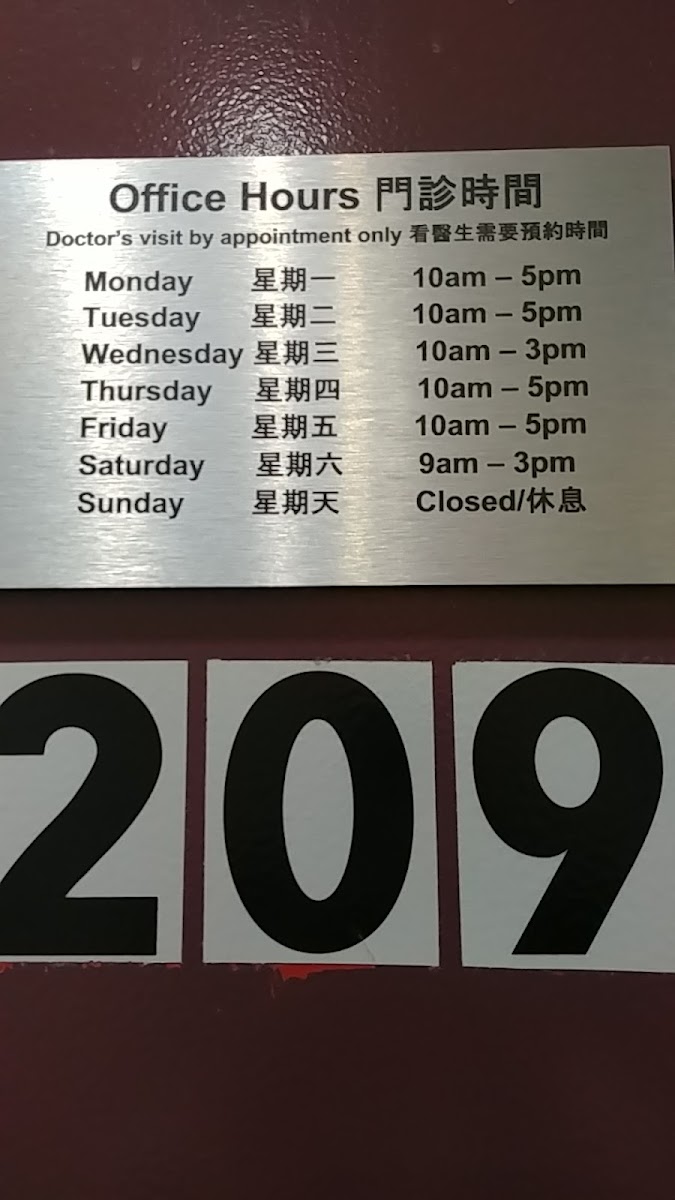 Office Hours 門診時間
Doctor's visit by appointment only 看醫生需要預約時間
Monday 星期一 10am – 5pm
Tuesday 星期二 10am – 5pm
Wednesday 星期三 10am – 3pm
Thursday 星期四 10am – 5pm
Friday 星期五 10am – 5pm
Saturday 星期六 9am – 3pm
Sunday 星期天 Closed/休息
209